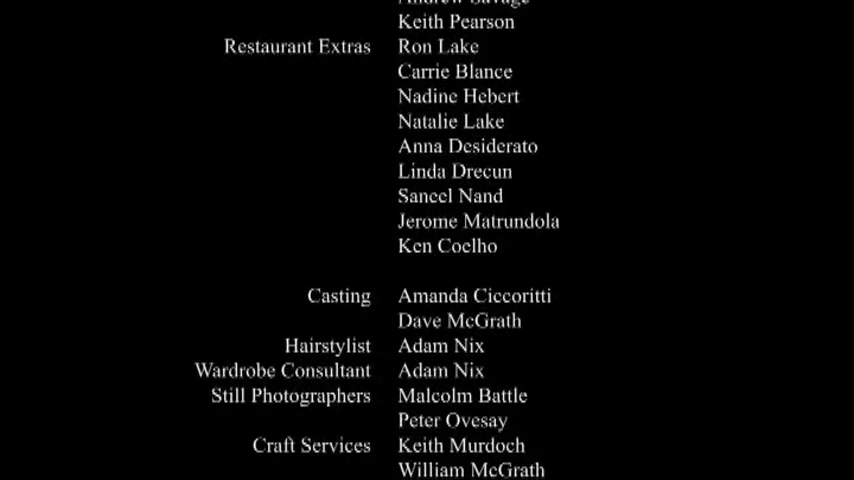 Andrew Savage
Keith Pearson
Restaurant Extras Ron Lake
Carrie Blance
Nadine Hebert
Natalie Lake
Anna Desiderato
Linda Drecun
Saneel Nand
Jerome Matrundola
Ken Coelho
Casting Amanda Ciccoritti
Dave McGrath
Hairstylist Adam Nix
Wardrobe Consultant Adam Nix
Still Photographers Malcolm Battle
Peter Ovesay
Craft Services Keith Murdoch
William McGrath